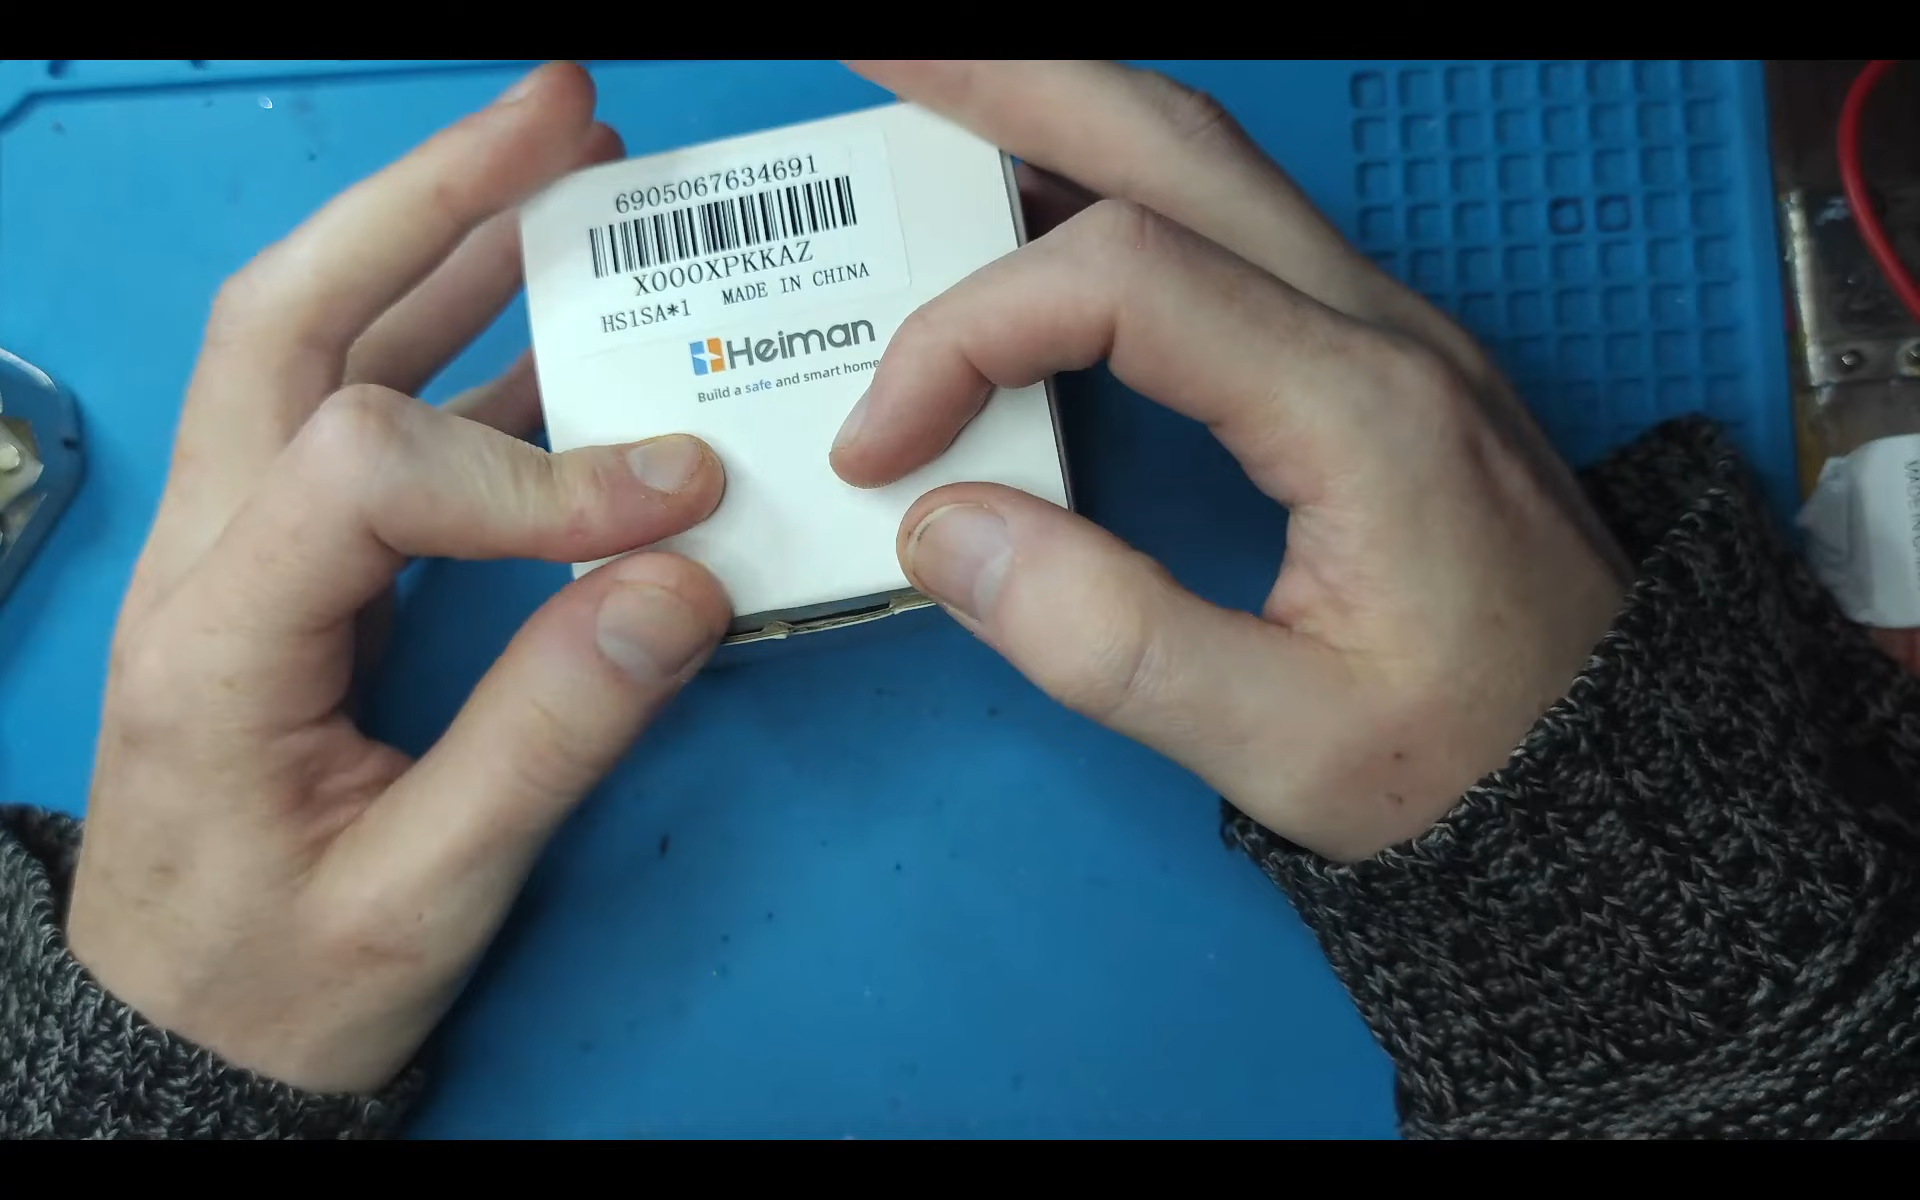 6905067634691
X000XPKKAZ
HS1SA*1 MADE IN CHINA
Heiman
Build a safe and smart home